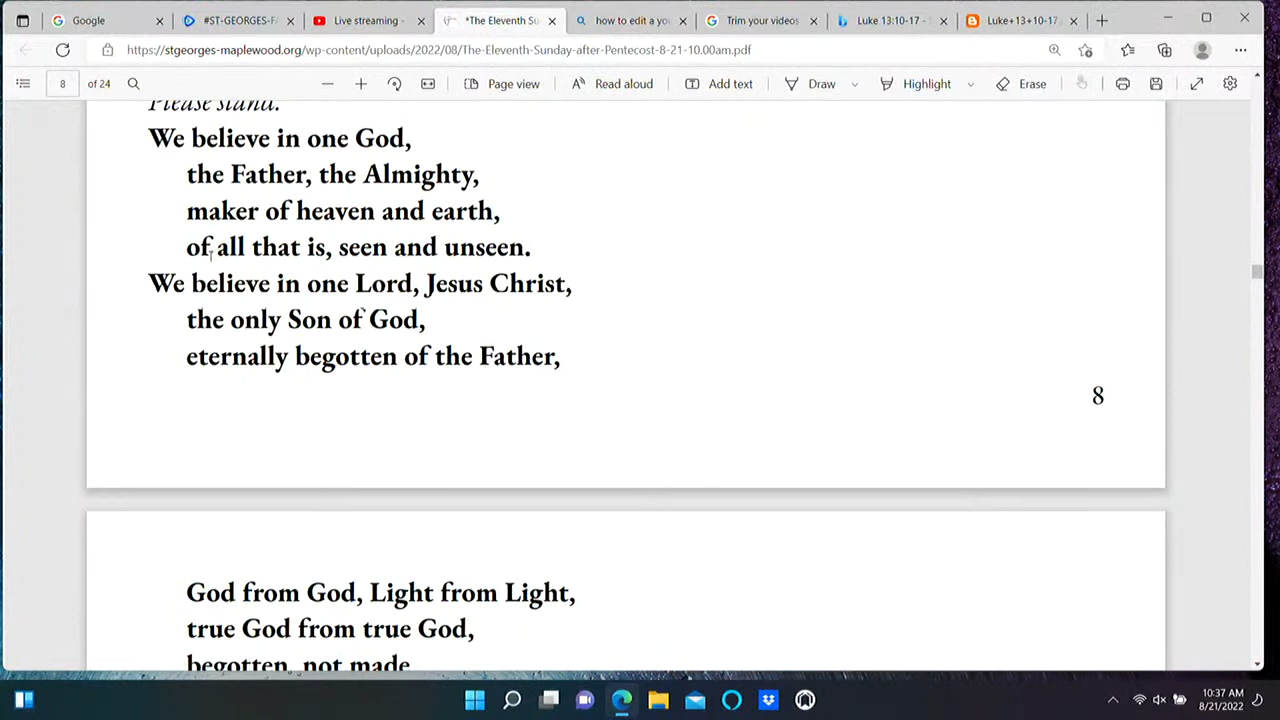 Google
#ST-GEORGES-FA
Live streaming -
*The Eleventh Su
how to edit a you
Trim your videos
Luke 13:10-17 - S
Luke+13+10-17.
https://stgeorges-maplewood.org/wp-content/uploads/2022/08/The-Eleventh-Sunday-after-Pentecost-8-21-10.00am.pdf
8 of 24
Page view
Read aloud
Add text
Draw
Highlight
Erase
Please stand.
We believe in one God,
the Father, the Almighty,
maker of heaven and earth,
of all that is, seen and unseen.
We believe in one Lord, Jesus Christ,
the only Son of God,
eternally begotten of the Father,
8
God from God, Light from Light,
true God from true God,
begotten, not made
10:37 AM
8/21/2022